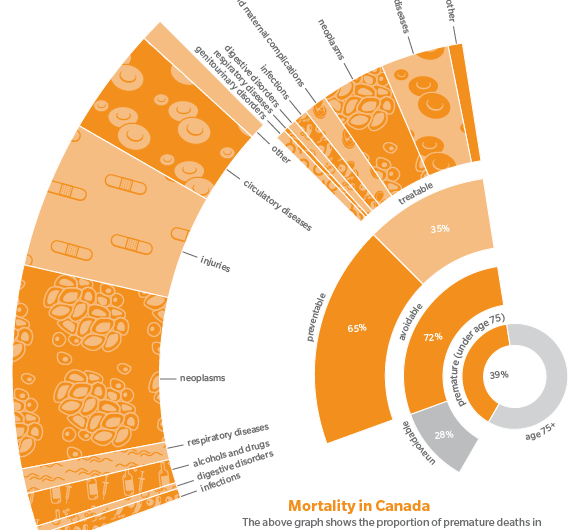 d maternal complications
neoplasms
diseases
other
infections
digestive disorders
respiratory diseases
genitourinary disorders
other
circulatory diseases
injuries
neoplasms
respiratory diseases
alcohols and drugs
digestive disorders
infections
treatable
35%
preventable
65%
avoidable
72%
premature (under age 75)
39%
age 75+
unavoidable
28%
Mortality in Canada
The above graph shows the proportion of premature deaths in